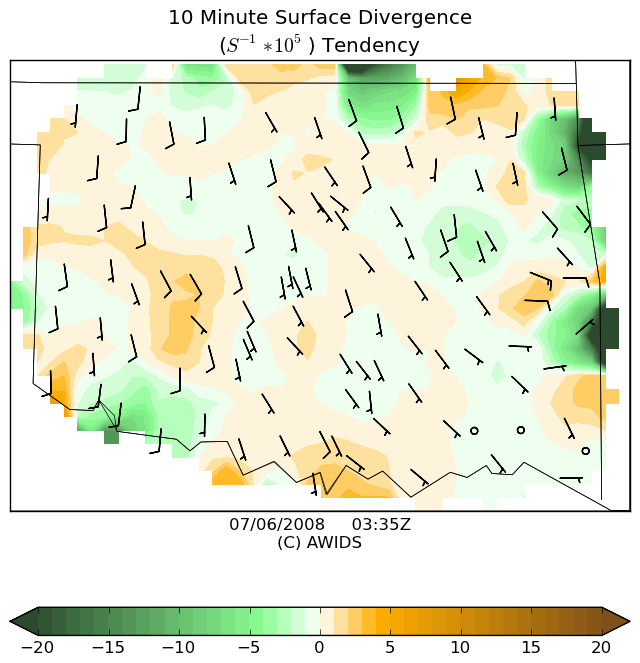 10 Minute Surface Divergence
(S⁻¹ *10⁵ ) Tendency
07/06/2008 03:35Z
(C) AWIDS
−20 −15 −10 −5 0 5 10 15 20